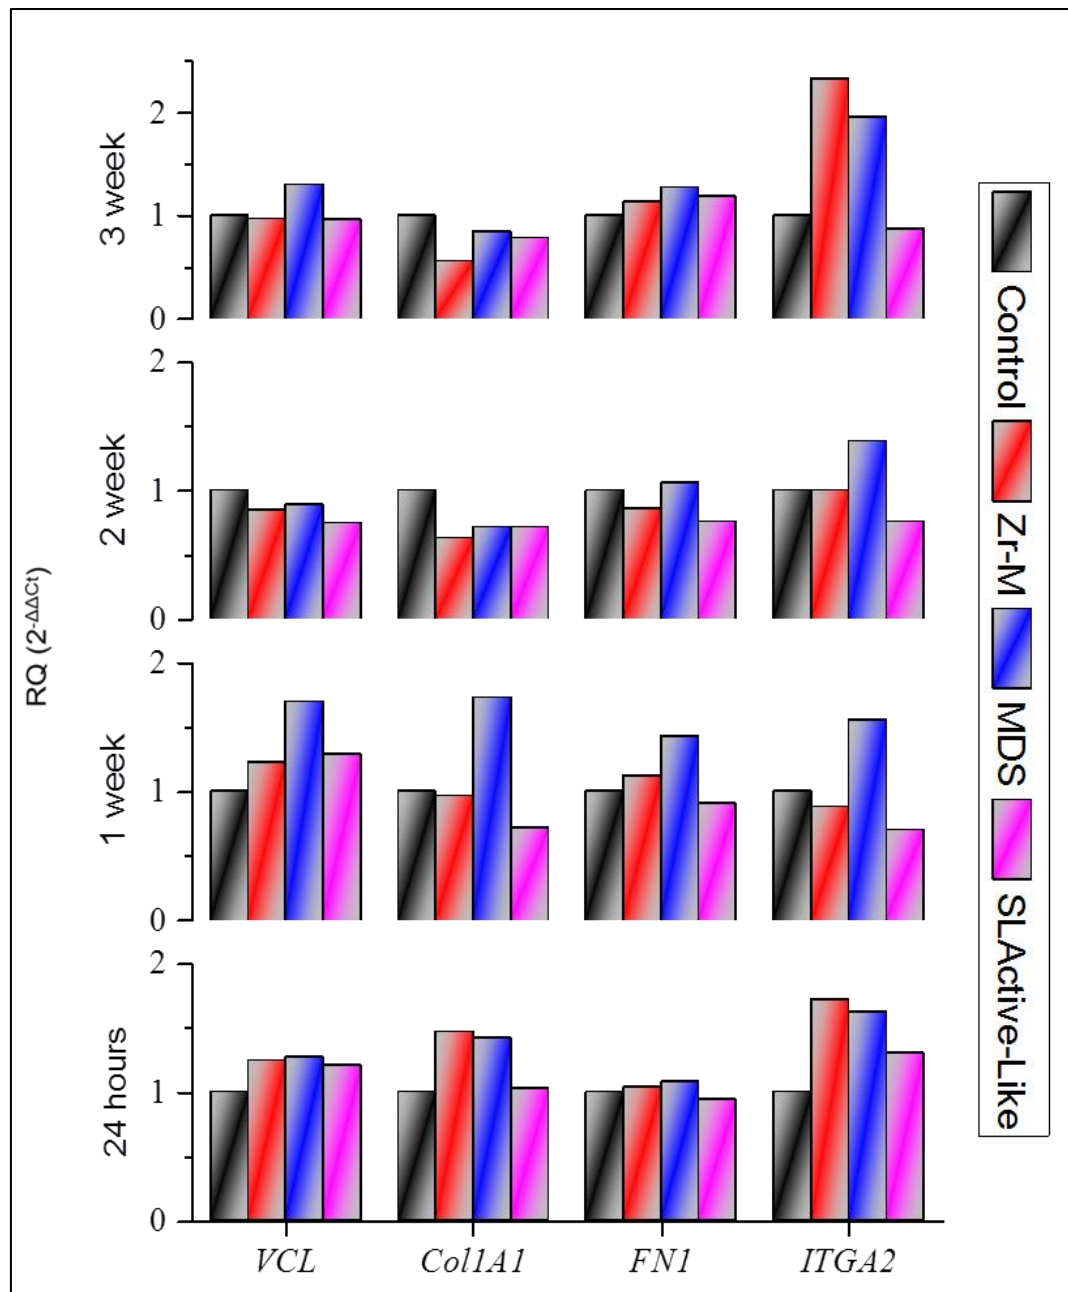 RQ (2-ΔΔCt)
3 week
2
1
0
2 week
2
1
0
1 week
2
1
0
24 hours
2
1
0
VCL Col1A1 FN1 ITGA2
Control Zr-M MDS SLActive-Like